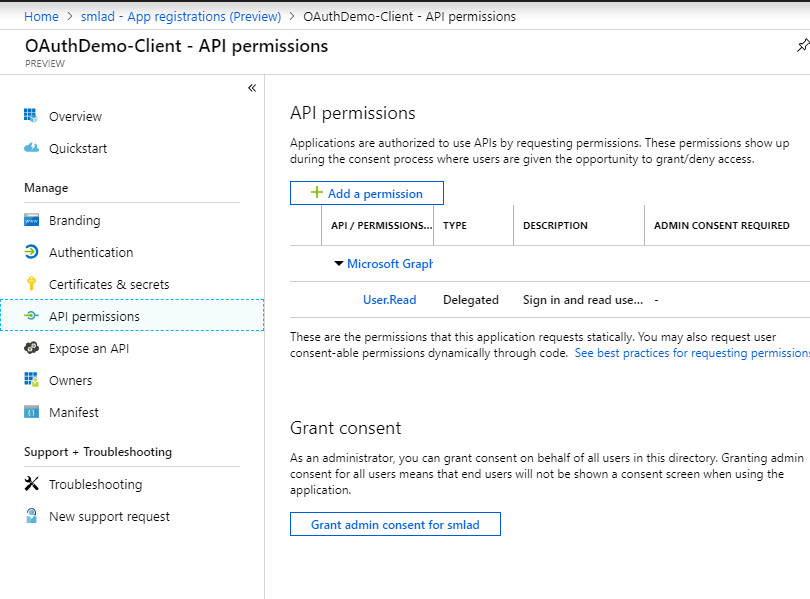 Home > smlad - App registrations (Preview) > OAuthDemo-Client - API permissions
OAuthDemo-Client - API permissions
PREVIEW
«
Overview
Quickstart
Manage
Branding
Authentication
Certificates & secrets
API permissions
Expose an API
Owners
Manifest
Support + Troubleshooting
Troubleshooting
New support request
API permissions
Applications are authorized to use APIs by requesting permissions. These permissions show up
during the consent process where users are given the opportunity to grant/deny access.
+ Add a permission
API / PERMISSIONS... TYPE DESCRIPTION ADMIN CONSENT REQUIRED
Microsoft Graph
User.Read Delegated Sign in and read use... -
These are the permissions that this application requests statically. You may also request user
consent-able permissions dynamically through code. See best practices for requesting permissions
Grant consent
As an administrator, you can grant consent on behalf of all users in this directory. Granting admin
consent for all users means that end users will not be shown a consent screen when using the
application.
Grant admin consent for smlad